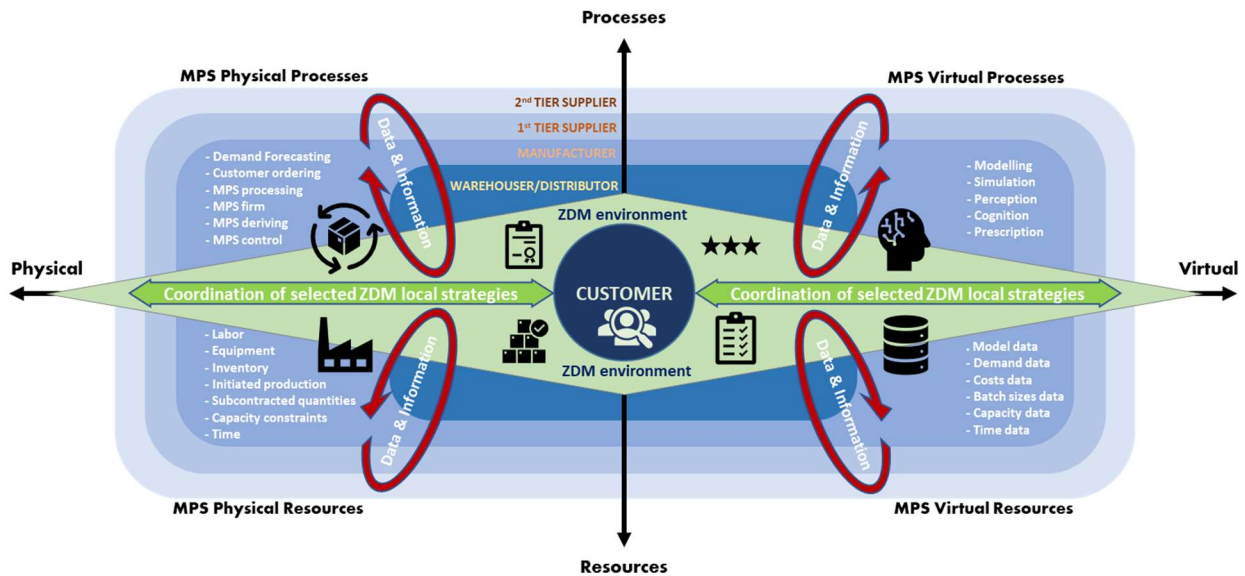 Processes
MPS Physical Processes
MPS Virtual Processes
2nd TIER SUPPLIER
1st TIER SUPPLIER
MANUFACTURER
WAREHOUSER/DISTRIBUTOR
- Demand Forecasting
- Customer ordering
- MPS processing
- MPS firm
- MPS deriving
- MPS control
Data & Information
Data & Information
- Modelling
- Simulation
- Perception
- Cognition
- Prescription
ZDM environment
Physical
Virtual
Coordination of selected ZDM local strategies
CUSTOMER
Coordination of selected ZDM local strategies
- Labor
- Equipment
- Inventory
- Initiated production
- Subcontracted quantities
- Capacity constraints
- Time
Data & Information
ZDM environment
Data & Information
- Model data
- Demand data
- Costs data
- Batch sizes data
- Capacity data
- Time data
MPS Physical Resources
MPS Virtual Resources
Resources